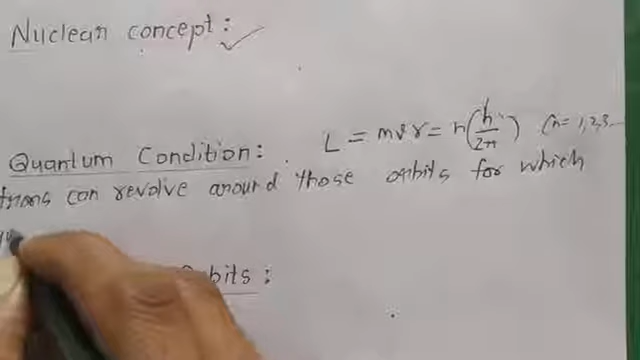 Nuclear concept:
L = mvr = n(h/2π) (n= 1,2,3...
Quantum Condition:
trons can revolve around those orbits for which
bits: